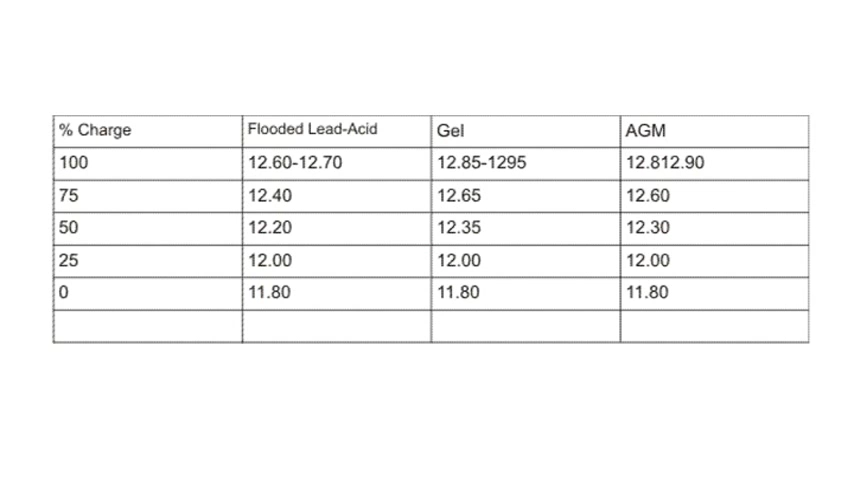 % Charge Flooded Lead-Acid Gel AGM
100 12.60-12.70 12.85-1295 12.812.90
75 12.40 12.65 12.60
50 12.20 12.35 12.30
25 12.00 12.00 12.00
0 11.80 11.80 11.80